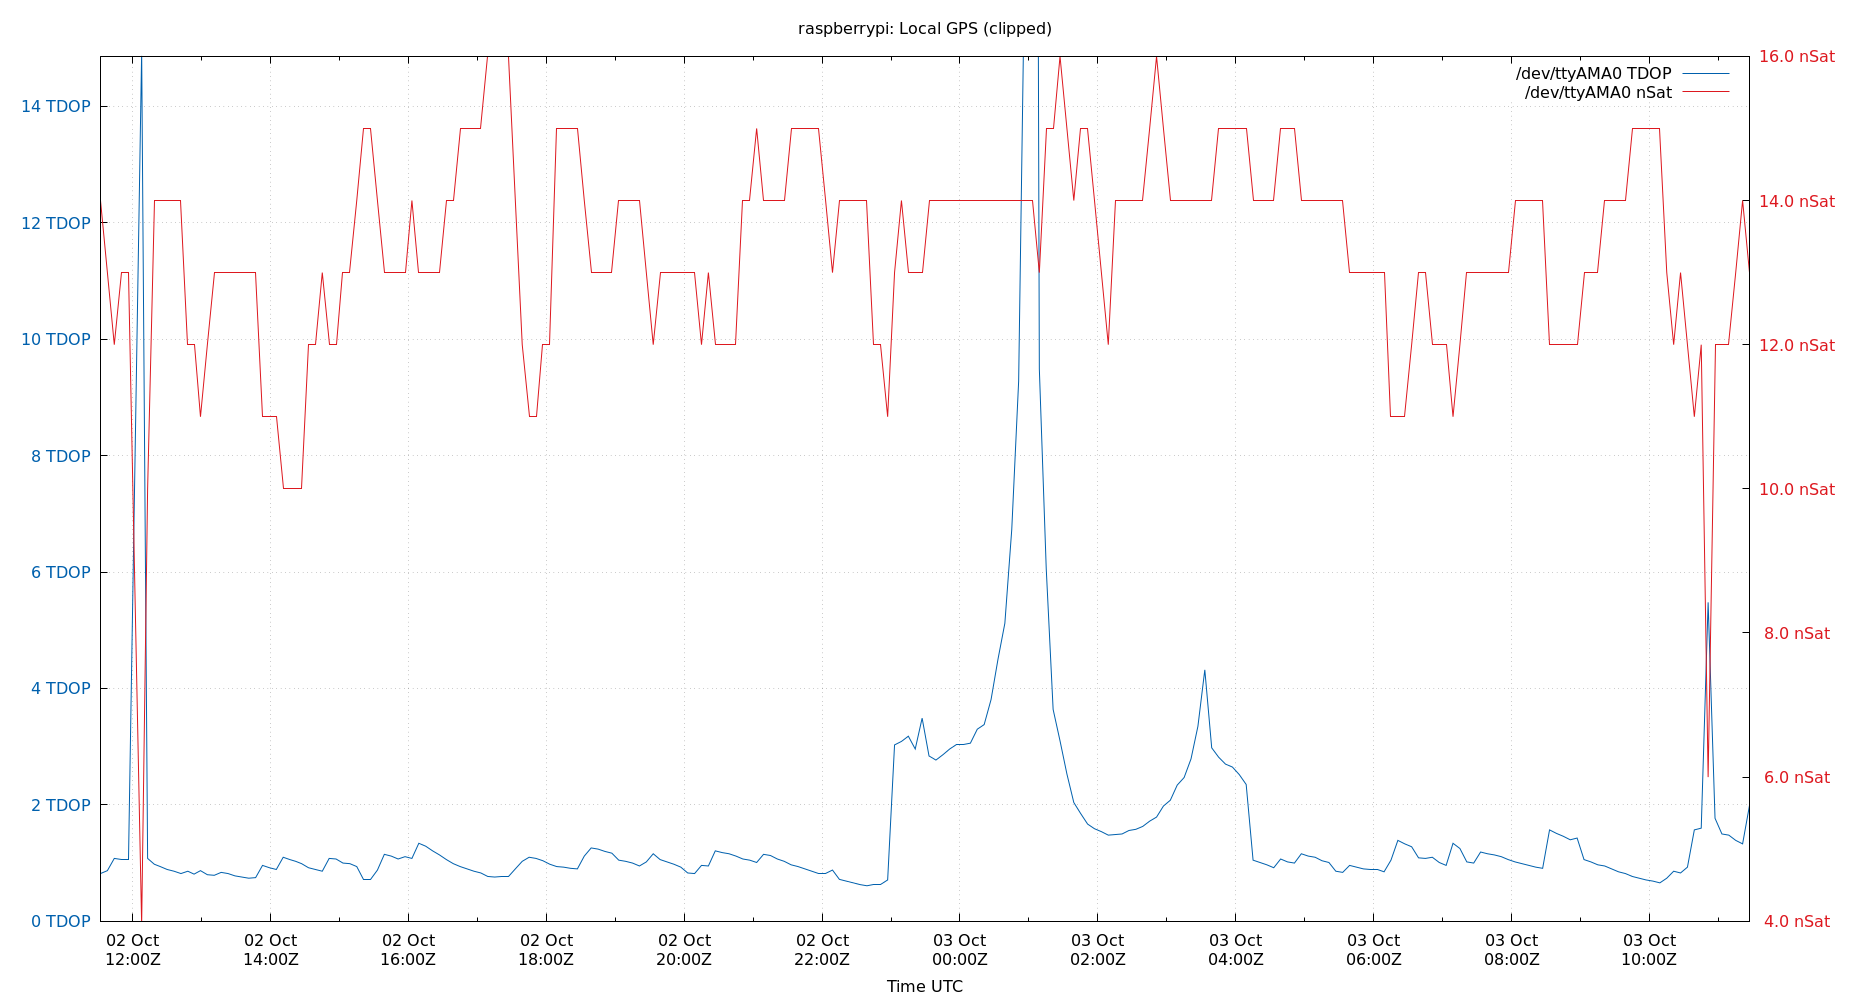 raspberrypi: Local GPS (clipped)
/dev/ttyAMA0 TDOP
/dev/ttyAMA0 nSat
14 TDOP
12 TDOP
10 TDOP
8 TDOP
6 TDOP
4 TDOP
2 TDOP
0 TDOP
16.0 nSat
14.0 nSat
12.0 nSat
10.0 nSat
8.0 nSat
6.0 nSat
4.0 nSat
02 Oct
12:00Z
02 Oct
14:00Z
02 Oct
16:00Z
02 Oct
18:00Z
02 Oct
20:00Z
02 Oct
22:00Z
03 Oct
00:00Z
03 Oct
02:00Z
03 Oct
04:00Z
03 Oct
06:00Z
03 Oct
08:00Z
03 Oct
10:00Z
Time UTC